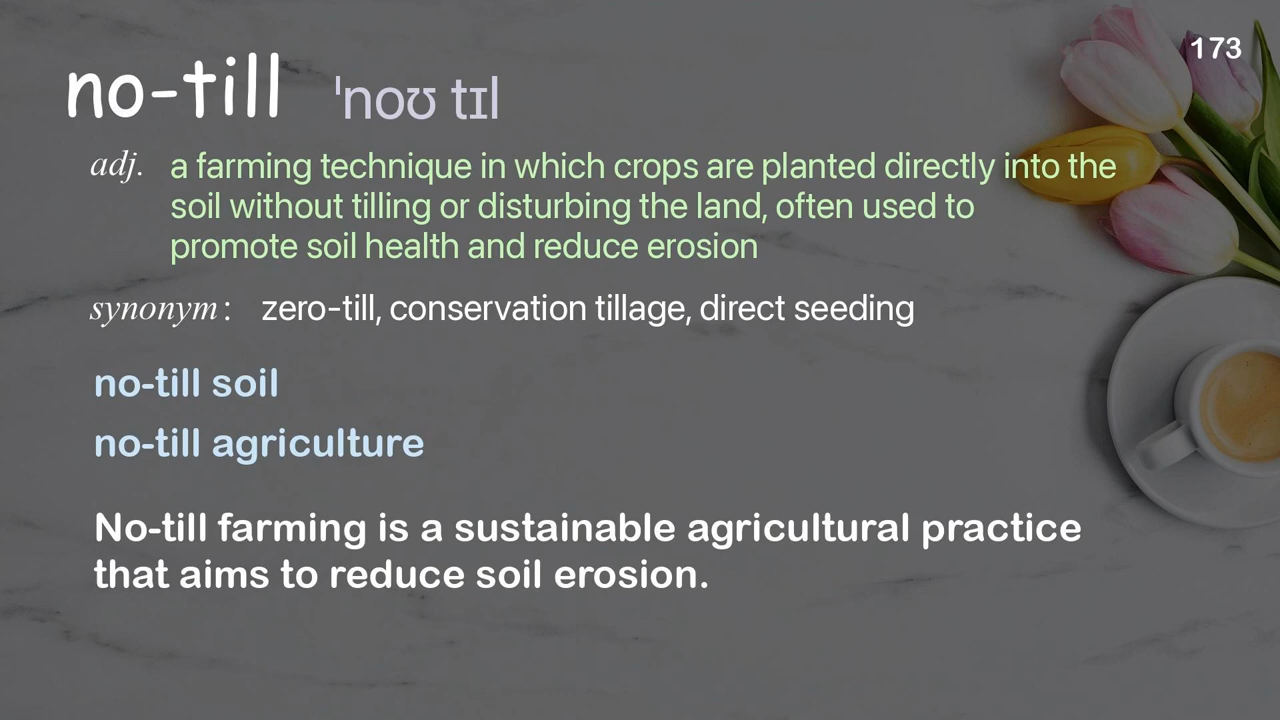 173
no-till ˈnoʊ tɪl
adj. a farming technique in which crops are planted directly into the
soil without tilling or disturbing the land, often used to
promote soil health and reduce erosion
synonym: zero-till, conservation tillage, direct seeding
no-till soil
no-till agriculture
No-till farming is a sustainable agricultural practice
that aims to reduce soil erosion.